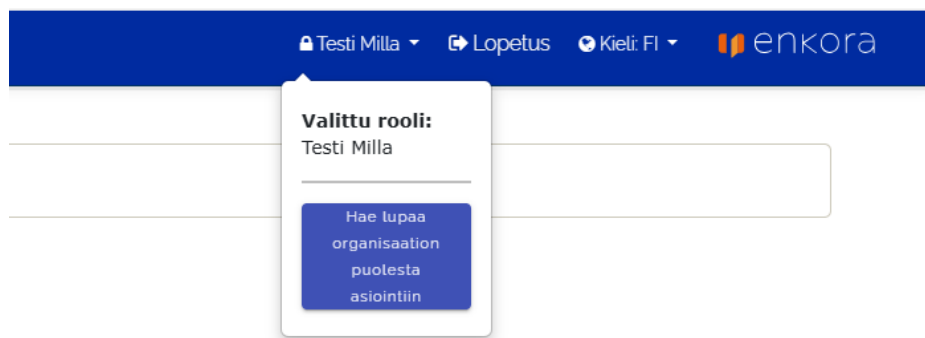 Testi Milla Lopetus Kieli: FI enkora
Valittu rooli:
Testi Milla
Hae lupaa
organisaation
puolesta
asiointiin